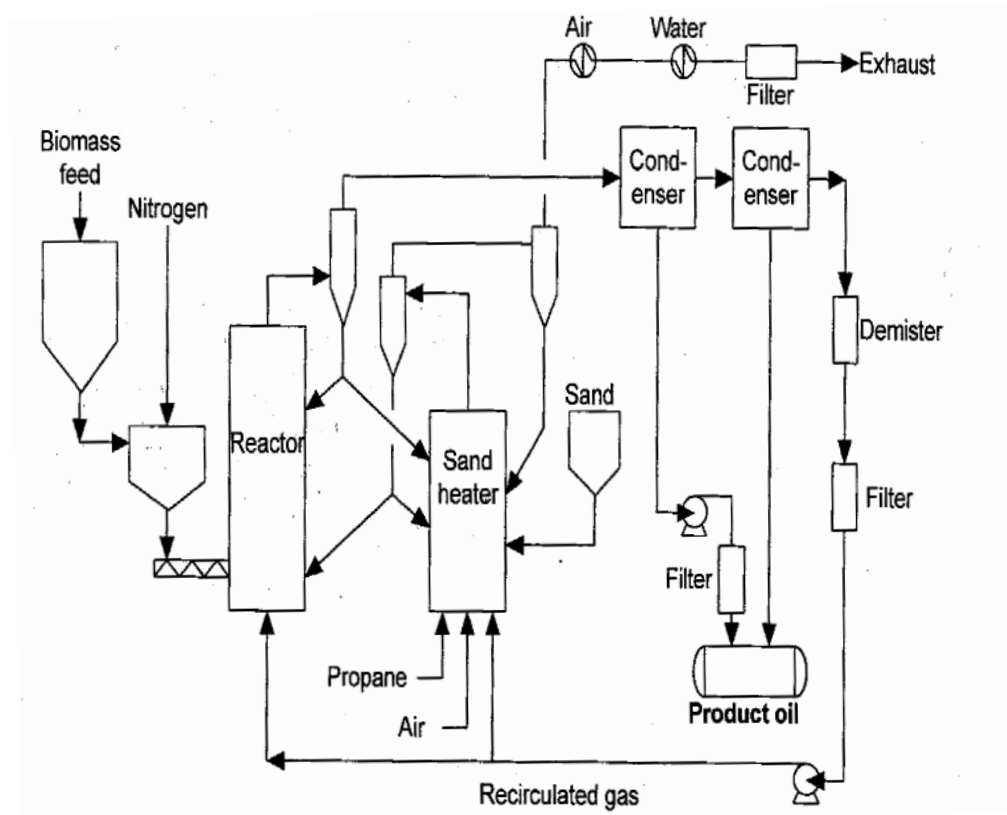 Air
Water
Exhaust
Filter
Biomass
feed
Cond-
enser
Cond-
enser
Nitrogen
Demister
Sand
Reactor
Sand
heater
Filter
Filter
Propane
Product oil
Air
Recirculated gas